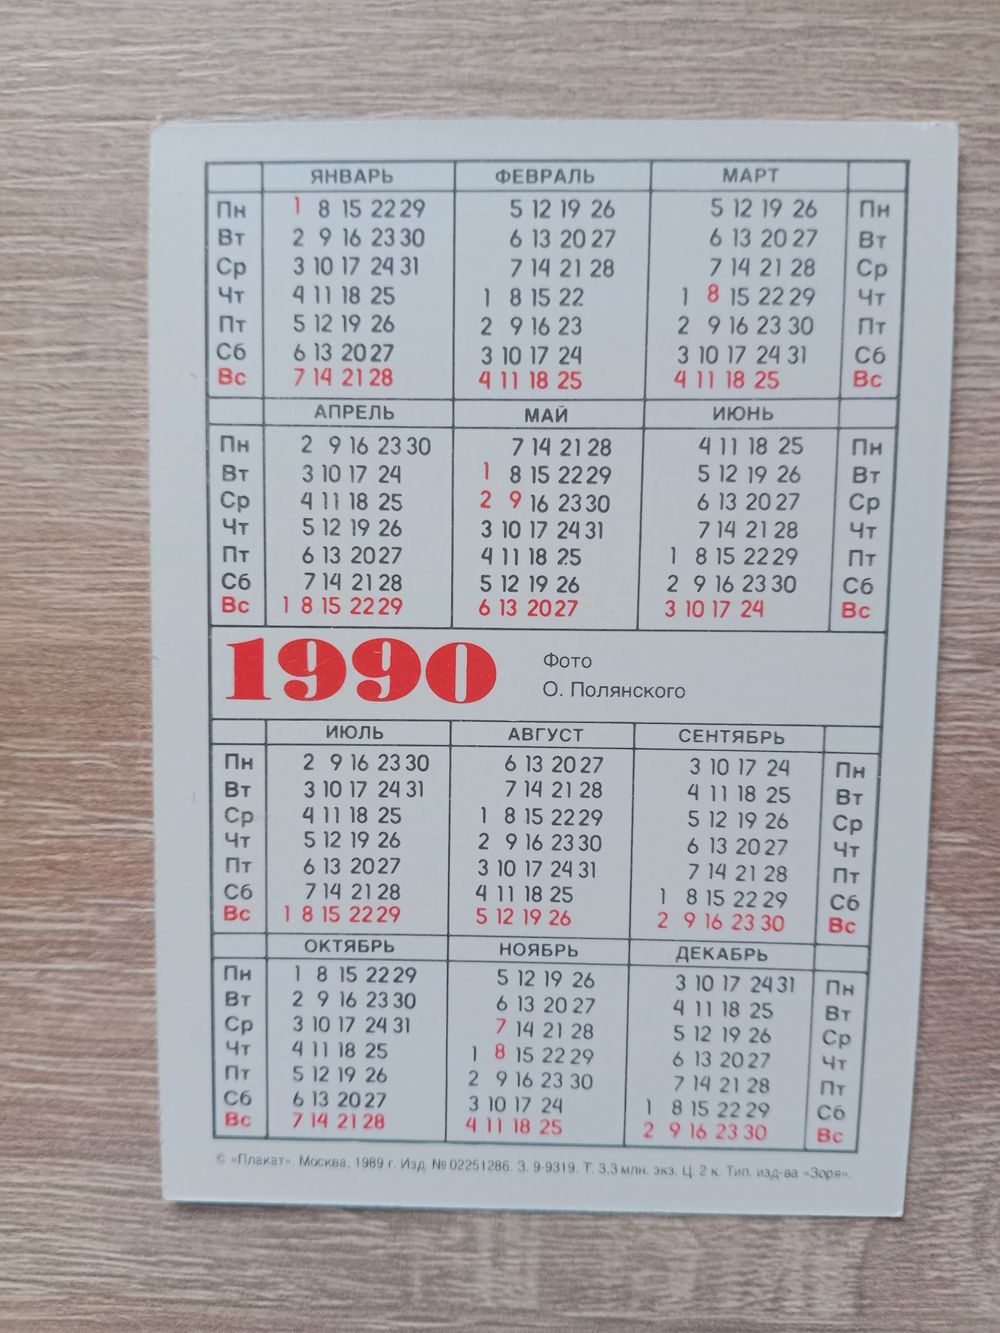 ЯНВАРЬ ФЕВРАЛЬ МАРТ
Пн 1 8 15 22 29 5 12 19 26 5 12 19 26 Пн
Вт 2 9 16 23 30 6 13 20 27 6 13 20 27 Вт
Ср 3 10 17 24 31 7 14 21 28 7 14 21 28 Ср
Чт 4 11 18 25 1 8 15 22 1 8 15 22 29 Чт
Пт 5 12 19 26 2 9 16 23 2 9 16 23 30 Пт
Сб 6 13 20 27 3 10 17 24 3 10 17 24 31 Сб
Вс 7 14 21 28 4 11 18 25 4 11 18 25 Вс
АПРЕЛЬ МАЙ ИЮНЬ
Пн 2 9 16 23 30 7 14 21 28 4 11 18 25 Пн
Вт 3 10 17 24 1 8 15 22 29 5 12 19 26 Вт
Ср 4 11 18 25 2 9 16 23 30 6 13 20 27 Ср
Чт 5 12 19 26 3 10 17 24 31 7 14 21 28 Чт
Пт 6 13 20 27 4 11 18 25 1 8 15 22 29 Пт
Сб 7 14 21 28 5 12 19 26 2 9 16 23 30 Сб
Вс 1 8 15 22 29 6 13 20 27 3 10 17 24 Вс
1990
Фото
О. Полянского
ИЮЛЬ АВГУСТ СЕНТЯБРЬ
Пн 2 9 16 23 30 6 13 20 27 3 10 17 24 Пн
Вт 3 10 17 24 31 7 14 21 28 4 11 18 25 Вт
Ср 4 11 18 25 1 8 15 22 29 5 12 19 26 Ср
Чт 5 12 19 26 2 9 16 23 30 6 13 20 27 Чт
Пт 6 13 20 27 3 10 17 24 31 7 14 21 28 Пт
Сб 7 14 21 28 4 11 18 25 1 8 15 22 29 Сб
Вс 1 8 15 22 29 5 12 19 26 2 9 16 23 30 Вс
ОКТЯБРЬ НОЯБРЬ ДЕКАБРЬ
Пн 1 8 15 22 29 5 12 19 26 3 10 17 24 31 Пн
Вт 2 9 16 23 30 6 13 20 27 4 11 18 25 Вт
Ср 3 10 17 24 31 7 14 21 28 5 12 19 26 Ср
Чт 4 11 18 25 1 8 15 22 29 6 13 20 27 Чт
Пт 5 12 19 26 2 9 16 23 30 7 14 21 28 Пт
Сб 6 13 20 27 3 10 17 24 1 8 15 22 29 Сб
Вс 7 14 21 28 4 11 18 25 2 9 16 23 30 Вс
© «Плакат». Москва, 1989 г. Изд. № 02251286. З. 9-9319. Т. 3,3 млн. экз. Ц. 2 к. Тип. изд-ва «Зоря».